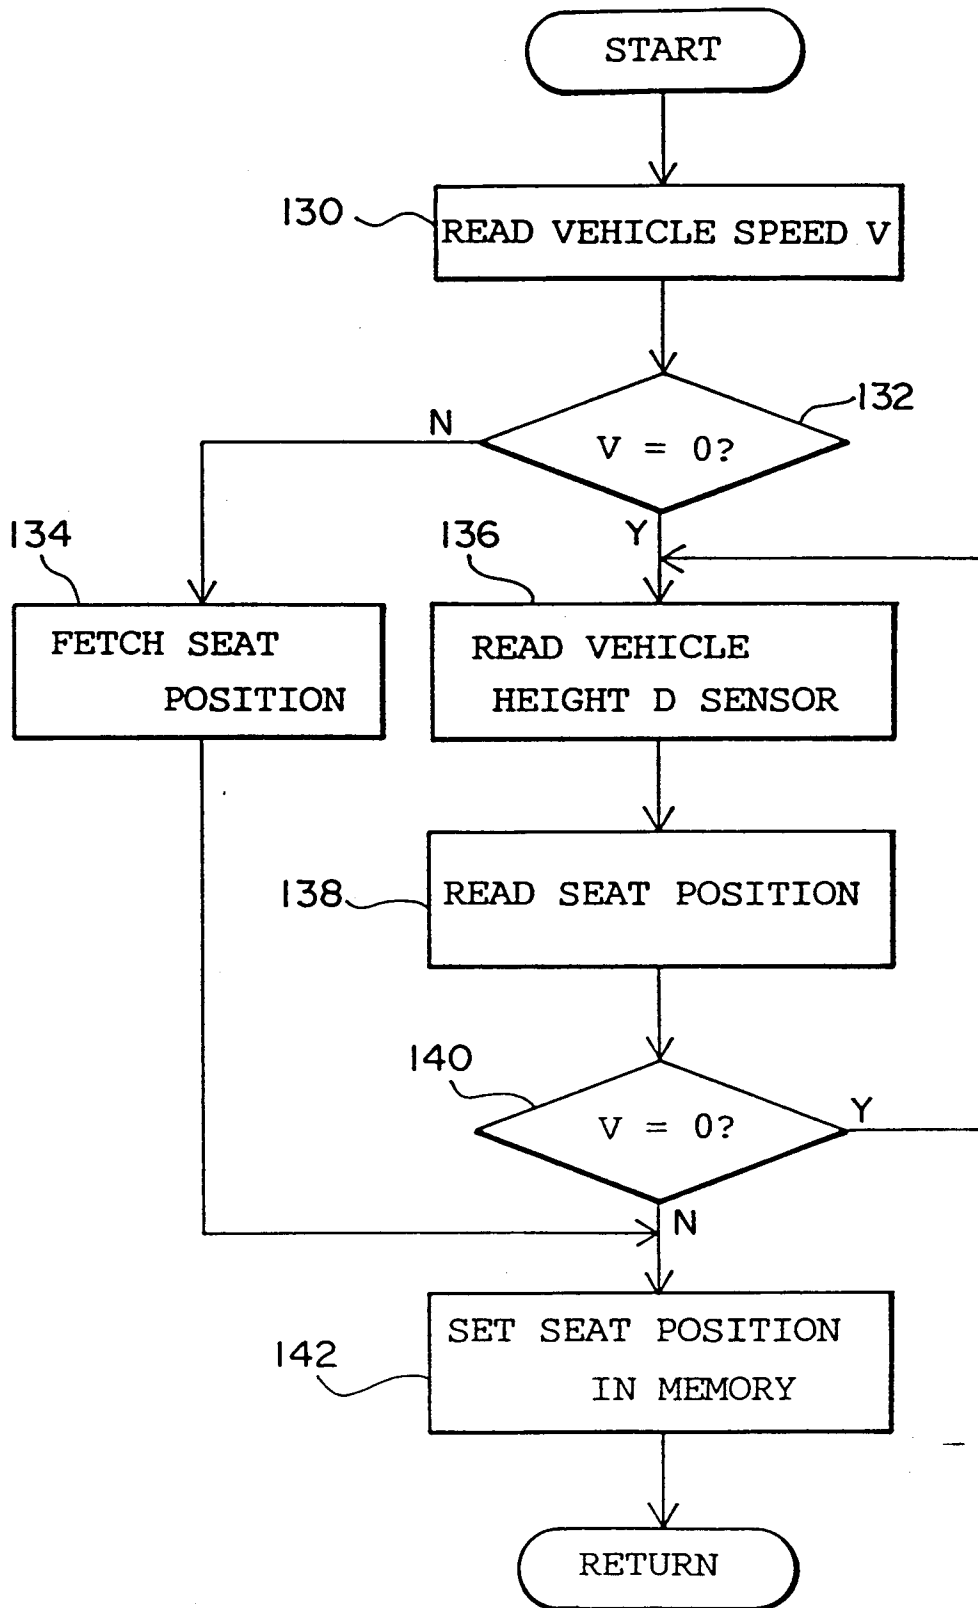 START
130
READ VEHICLE SPEED V
132
N
V = 0?
Y
134
136
FETCH SEAT
POSITION
READ VEHICLE
HEIGHT D SENSOR
138
READ SEAT POSITION
140
V = 0?
Y
N
142
SET SEAT POSITION
IN MEMORY
RETURN